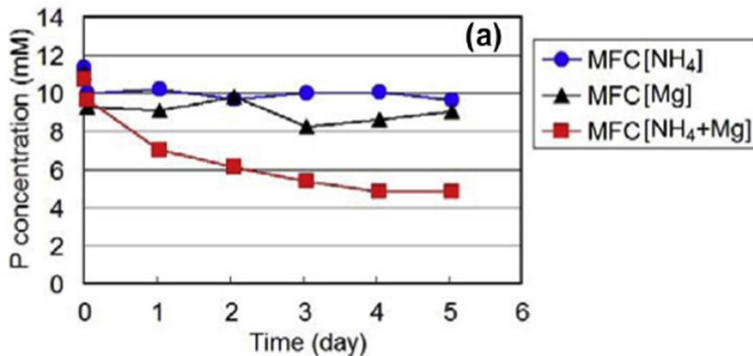 (a)
14
12
10
8
6
4
2
0
P concentration (mM)
0 1 2 3 4 5 6
Time (day)
MFC[NH₄]
MFC[Mg]
MFC[NH₄+Mg]